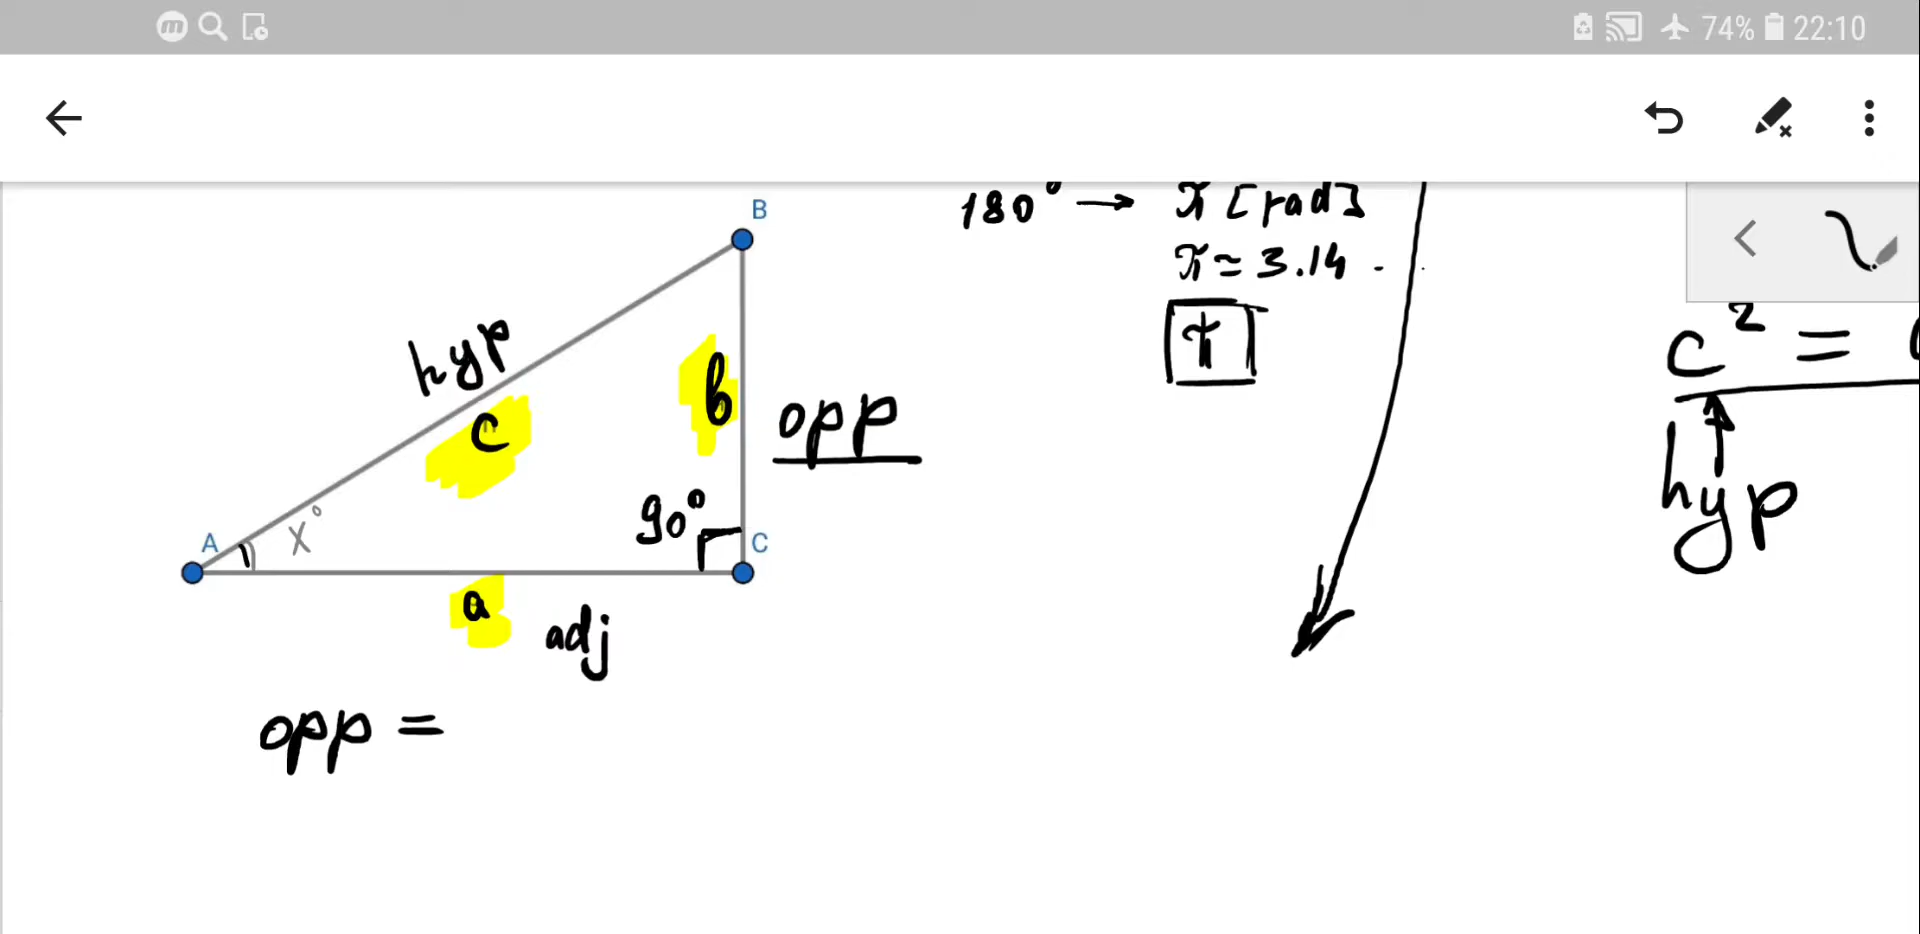 74% 22:10
180° → π [rad]
π ≃ 3.14
π
B
hyp
c
b
opp
90°
A
x°
C
a
adj
opp =
c² =
hyp